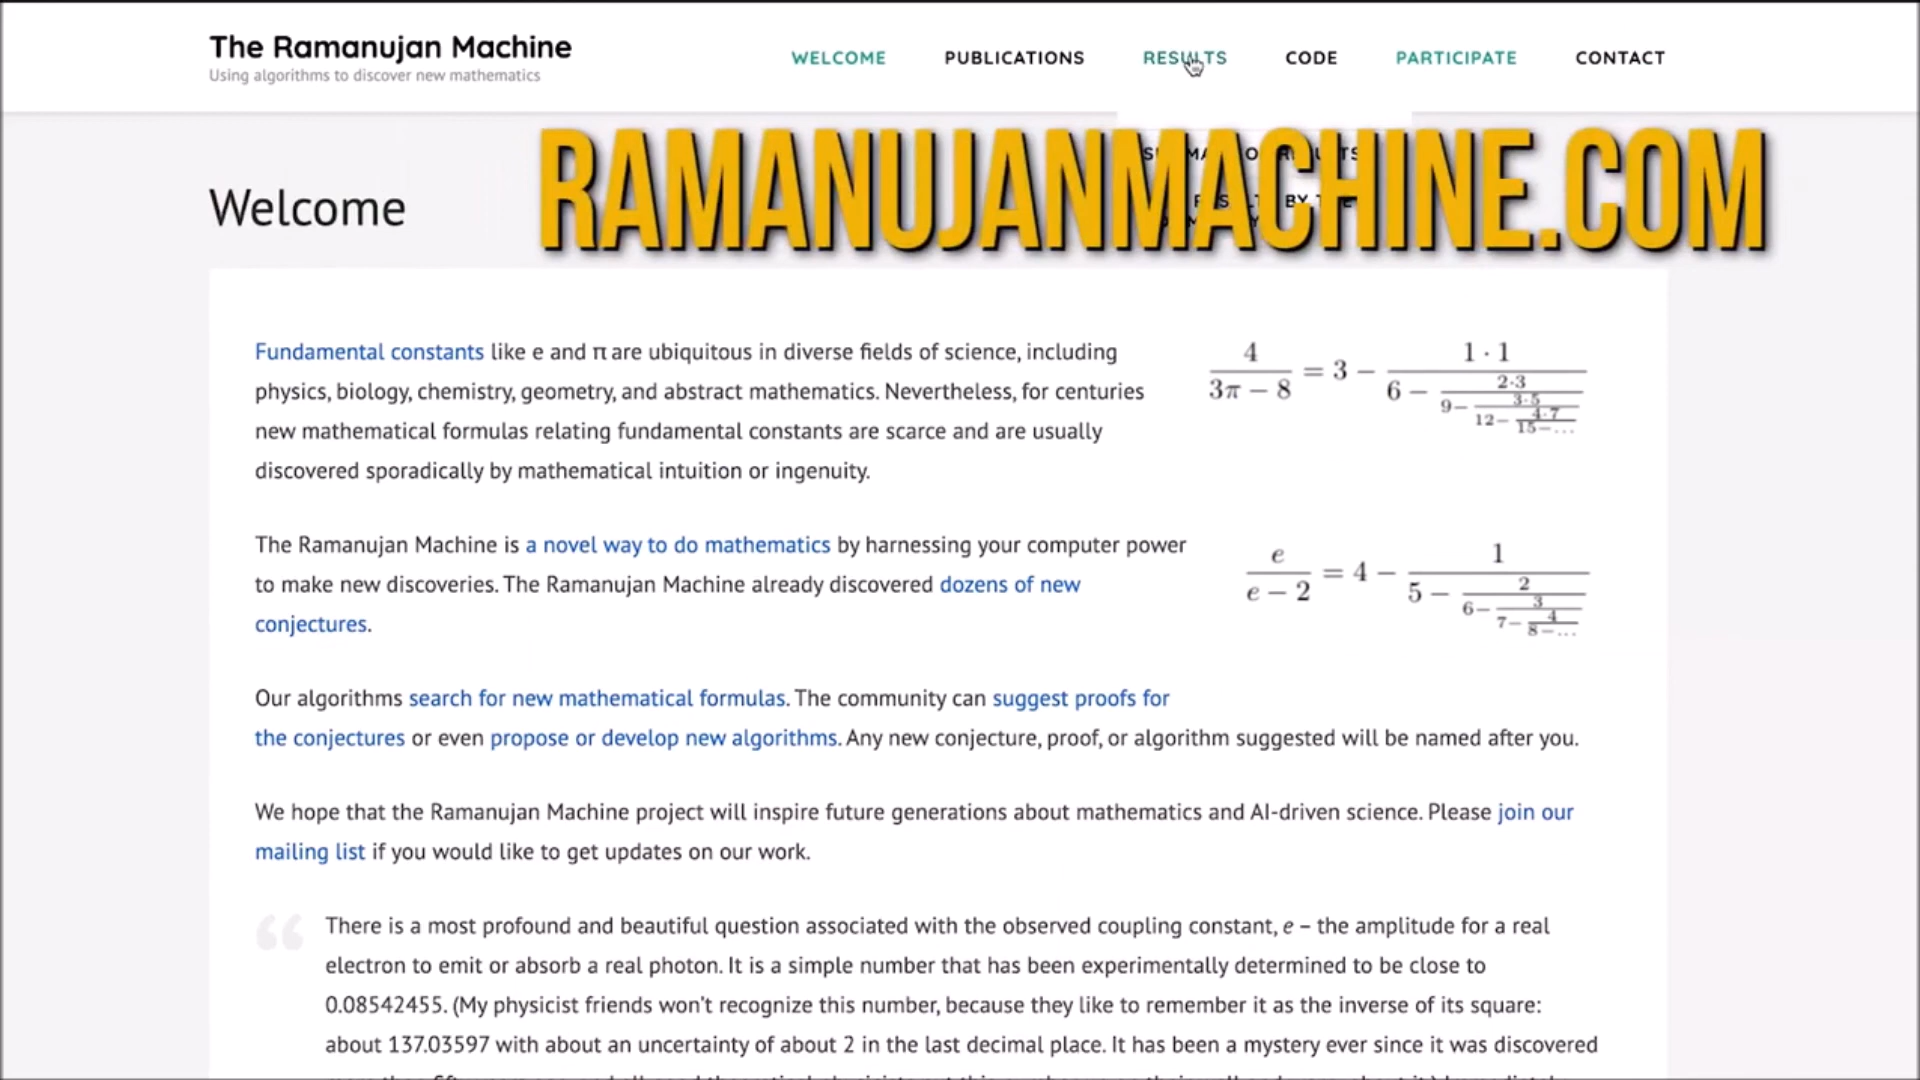 The Ramanujan Machine
Using algorithms to discover new mathematics
WELCOME PUBLICATIONS RESULTS CODE PARTICIPATE CONTACT
RAMANUJANMACHINE.COM
Welcome
Fundamental constants like e and π are ubiquitous in diverse fields of science, including
physics, biology, chemistry, geometry, and abstract mathematics. Nevertheless, for centuries
new mathematical formulas relating fundamental constants are scarce and are usually
discovered sporadically by mathematical intuition or ingenuity.
4/(3π − 8) = 3 − (1 · 1)/(6 − (2·3)/(9 − (3·5)/(12 − (4·7)/(15 − ...))))
The Ramanujan Machine is a novel way to do mathematics by harnessing your computer power
to make new discoveries. The Ramanujan Machine already discovered dozens of new
conjectures.
e/(e − 2) = 4 − 1/(5 − 2/(6 − 3/(7 − 4/(8 − ...))))
Our algorithms search for new mathematical formulas. The community can suggest proofs for
the conjectures or even propose or develop new algorithms. Any new conjecture, proof, or algorithm suggested will be named after you.
We hope that the Ramanujan Machine project will inspire future generations about mathematics and AI-driven science. Please join our
mailing list if you would like to get updates on our work.
“ There is a most profound and beautiful question associated with the observed coupling constant, e – the amplitude for a real
electron to emit or absorb a real photon. It is a simple number that has been experimentally determined to be close to
0.08542455. (My physicist friends won't recognize this number, because they like to remember it as the inverse of its square:
about 137.03597 with about an uncertainty of about 2 in the last decimal place. It has been a mystery ever since it was discovered